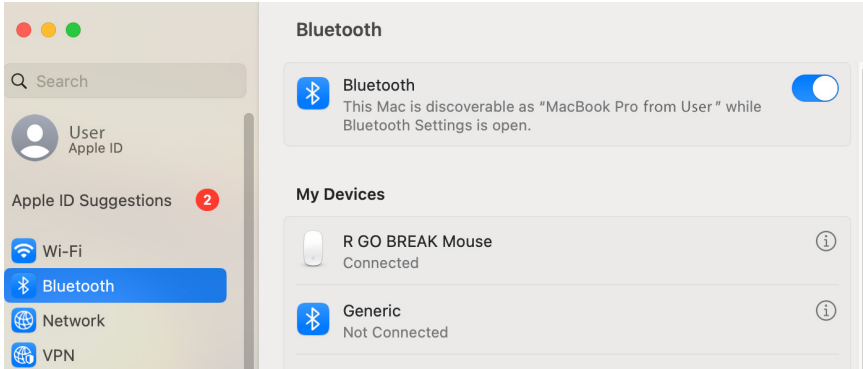 Bluetooth
Search
Bluetooth
This Mac is discoverable as “MacBook Pro from User” while
Bluetooth Settings is open.
User
Apple ID
Apple ID Suggestions
2
My Devices
Wi-Fi
Bluetooth
Network
VPN
R GO BREAK Mouse
Connected
Generic
Not Connected